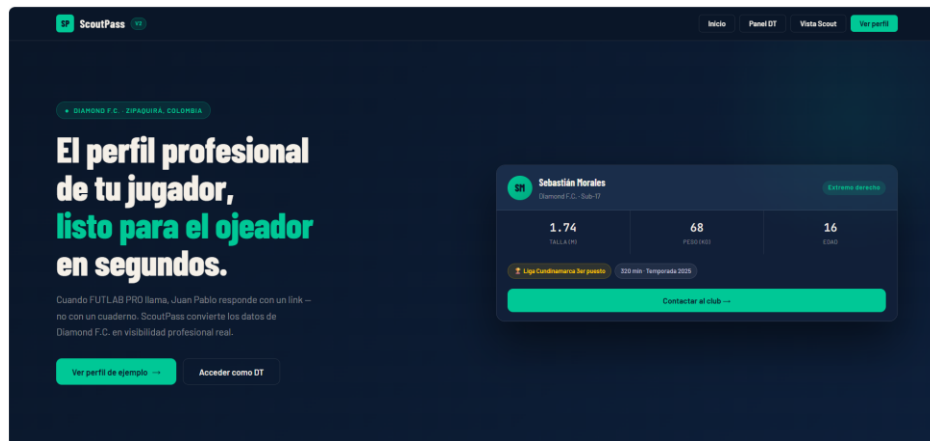 SP ScoutPass V3
Inicio
Panel DT
Vista Scout
Ver perfil
DIAMOND F.C. · ZIPAQUIRÁ, COLOMBIA
El perfil profesional
de tu jugador,
listo para el ojeador
en segundos.
Cuando FUTLAB PRO llama, Juan Pablo responde con un link —
no con un cuaderno. ScoutPass convierte los datos de
Diamond F.C. en visibilidad profesional real.
Ver perfil de ejemplo →
Acceder como DT
SM
Sebastián Morales
Diamond F.C. · Sub-17
Extremo derecho
1.74
68
16
TALLA (M)
PESO (KG)
EDAD
Liga Cundinamarca 3er puesto
320 min · Temporada 2025
Contactar al club →